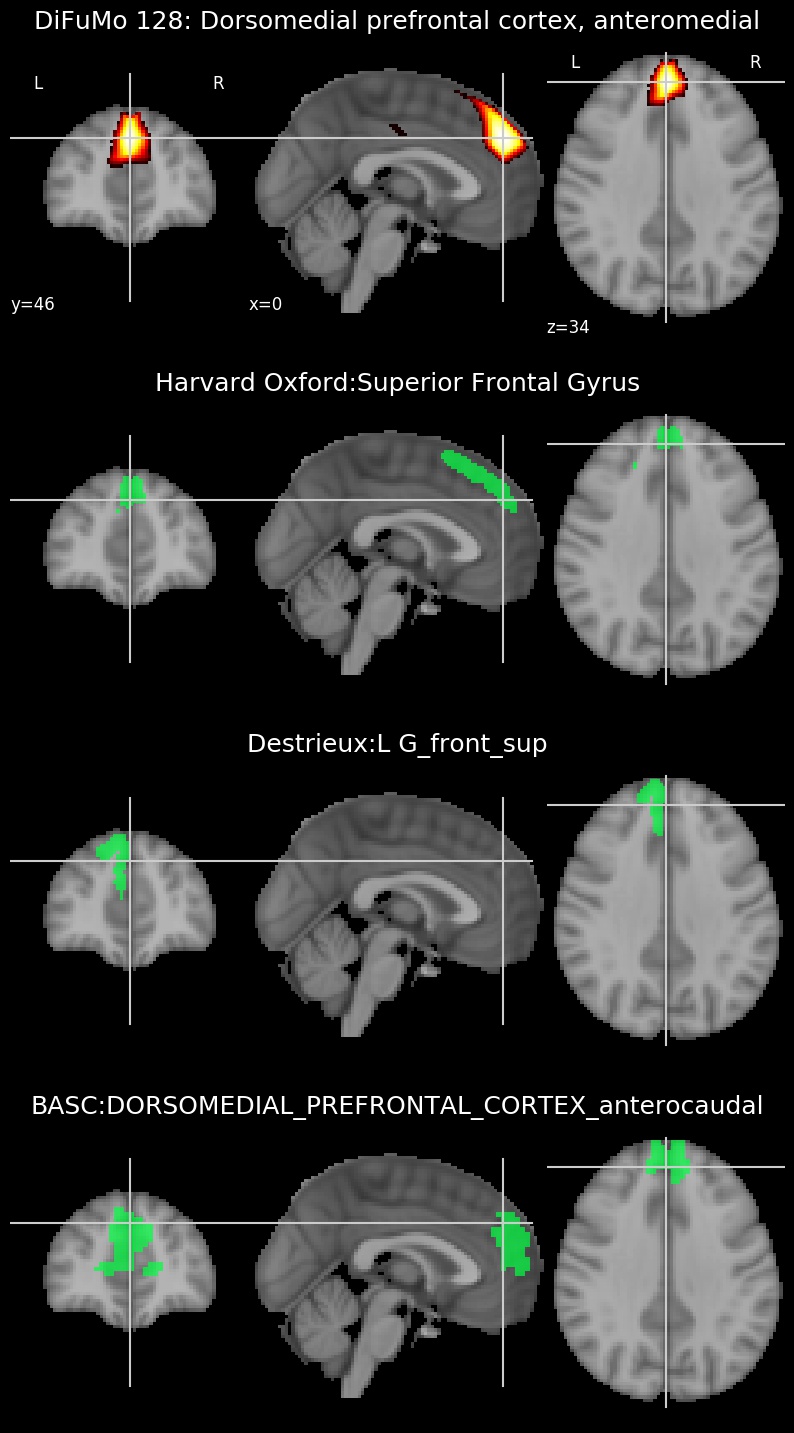 DiFuMo 128: Dorsomedial prefrontal cortex, anteromedial
L R L R
y=46 x=0 z=34
Harvard Oxford:Superior Frontal Gyrus
Destrieux:L G_front_sup
BASC:DORSOMEDIAL_PREFRONTAL_CORTEX_anterocaudal